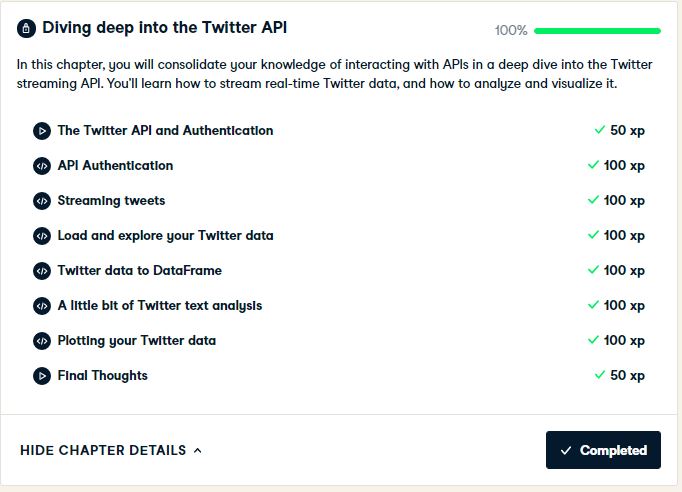 Diving deep into the Twitter API
100%
In this chapter, you will consolidate your knowledge of interacting with APIs in a deep dive into the Twitter
streaming API. You'll learn how to stream real-time Twitter data, and how to analyze and visualize it.
The Twitter API and Authentication 50 xp
API Authentication 100 xp
Streaming tweets 100 xp
Load and explore your Twitter data 100 xp
Twitter data to DataFrame 100 xp
A little bit of Twitter text analysis 100 xp
Plotting your Twitter data 100 xp
Final Thoughts 50 xp
HIDE CHAPTER DETAILS
Completed